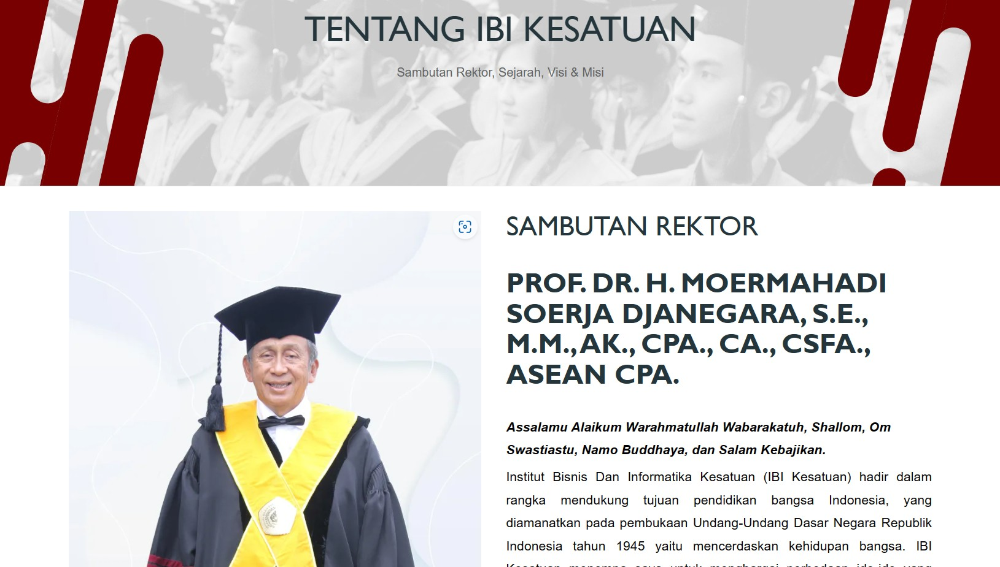 TENTANG IBI KESATUAN
Sambutan Rektor, Sejarah, Visi & Misi
SAMBUTAN REKTOR
PROF. DR. H. MOERMAHADI
SOERJA DJANEGARA, S.E.,
M.M., AK., CPA., CA., CSFA.,
ASEAN CPA.
Assalamu Alaikum Warahmatullah Wabarakatuh, Shallom, Om
Swastiastu, Namo Buddhaya, dan Salam Kebajikan.
Institut Bisnis Dan Informatika Kesatuan (IBI Kesatuan) hadir dalam
rangka mendukung tujuan pendidikan bangsa Indonesia, yang
diamanatkan pada pembukaan Undang-Undang Dasar Negara Republik
Indonesia tahun 1945 yaitu mencerdaskan kehidupan bangsa. IBI